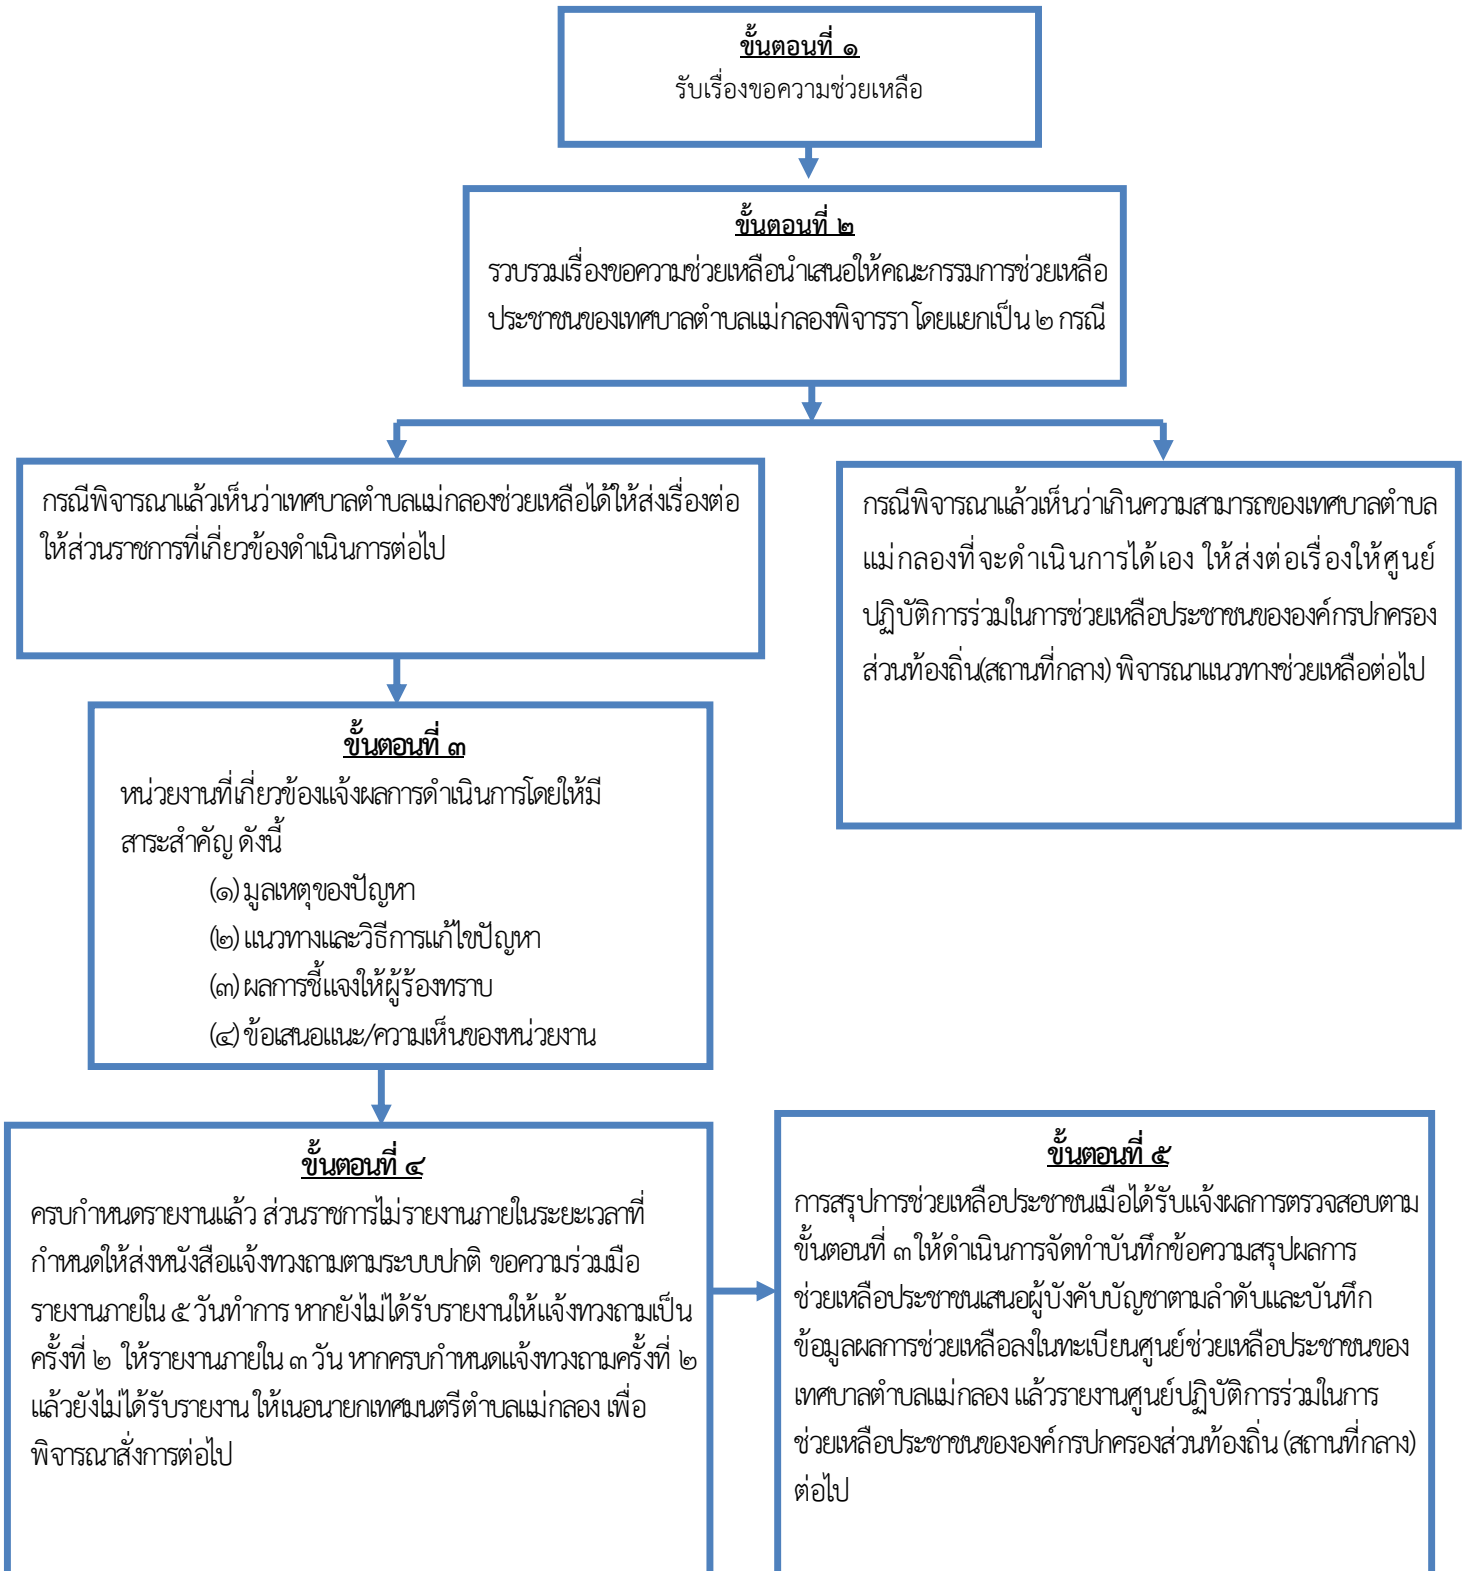 ขั้นตอนที่ ๑
รับเรื่องขอความช่วยเหลือ
ขั้นตอนที่ ๒
รวบรวมเรื่องขอความช่วยเหลือนำเสนอให้คณะกรรมการช่วยเหลือ
ประชาชนของเทศบาลตำบลแม่กลองพิจารรา โดยแยกเป็น ๒ กรณี
กรณีพิจารณาแล้วเห็นว่าเทศบาลตำบลแม่กลองช่วยเหลือได้ให้ส่งเรื่องต่อ
ให้ส่วนราชการที่เกี่ยวข้องดำเนินการต่อไป
กรณีพิจารณาแล้วเห็นว่าเกินความสามารถของเทศบาลตำบล
แม่กลองที่จะดำเนินการได้เอง ให้ส่งต่อเรื่องให้ศูนย์
ปฏิบัติการร่วมในการช่วยเหลือประชาชนขององค์กรปกครอง
ส่วนท้องถิ่น(สถานที่กลาง) พิจารณาแนวทางช่วยเหลือต่อไป
ขั้นตอนที่ ๓
หน่วยงานที่เกี่ยวข้องแจ้งผลการดำเนินการโดยให้มี
สาระสำคัญ ดังนี้
(๑) มูลเหตุของปัญหา
(๒) แนวทางและวิธีการแก้ไขปัญหา
(๓) ผลการชี้แจงให้ผู้ร้องทราบ
(๔) ข้อเสนอแนะ/ความเห็นของหน่วยงาน
ขั้นตอนที่ ๔
ครบกำหนดรายงานแล้ว ส่วนราชการไม่รายงานภายในระยะเวลาที่
กำหนดให้ส่งหนังสือแจ้งทวงถามตามระบบปกติ ขอความร่วมมือ
รายงานภายใน ๕ วันทำการ หากยังไม่ได้รับรายงานให้แจ้งทวงถามเป็น
ครั้งที่ ๒ ให้รายงานภายใน ๓ วัน หากครบกำหนดแจ้งทวงถามครั้งที่ ๒
แล้วยังไม่ได้รับรายงาน ให้เนอนายกเทศมนตรีตำบลแม่กลอง เพื่อ
พิจารณาสั่งการต่อไป
ขั้นตอนที่ ๕
การสรุปการช่วยเหลือประชาชนเมือได้รับแจ้งผลการตรวจสอบตาม
ขั้นตอนที่ ๓ ให้ดำเนินการจัดทำบันทึกข้อความสรุปผลการ
ช่วยเหลือประชาชนเสนอผู้บังคับบัญชาตามลำดับและบันทึก
ข้อมูลผลการช่วยเหลือลงในทะเบียนศูนย์ช่วยเหลือประชาชนของ
เทศบาลตำบลแม่กลอง แล้วรายงานศูนย์ปฏิบัติการร่วมในการ
ช่วยเหลือประชาชนขององค์กรปกครองส่วนท้องถิ่น (สถานที่กลาง)
ต่อไป